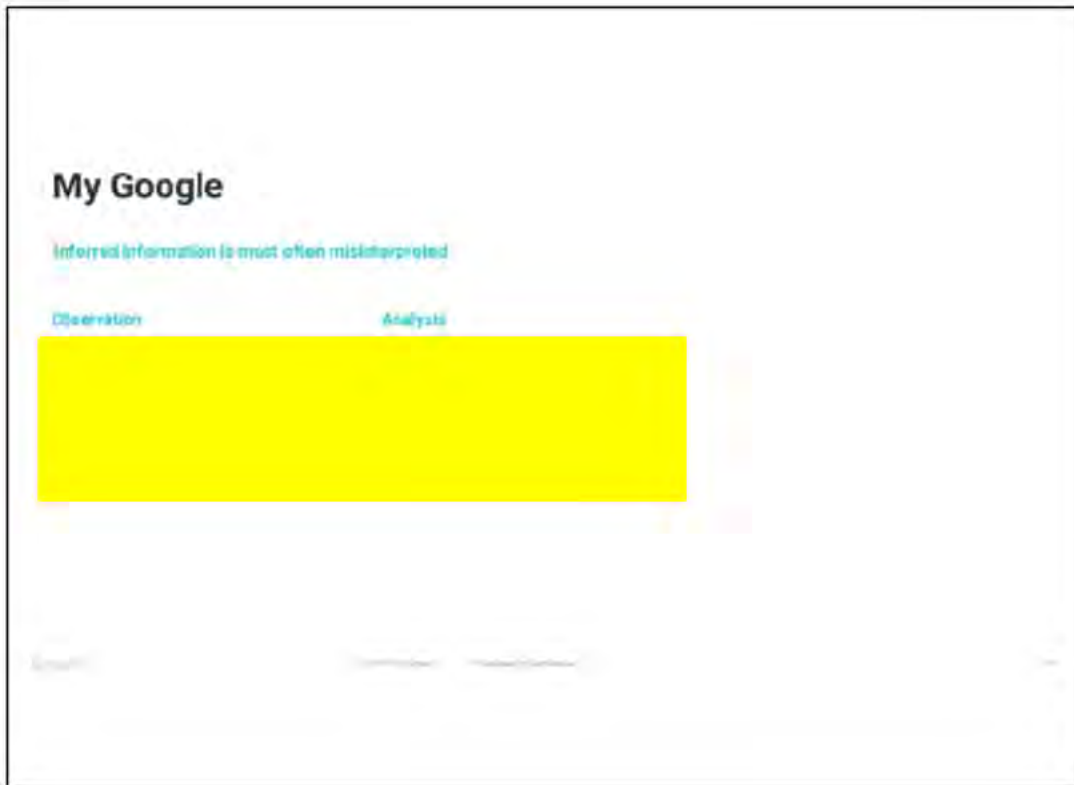 My Google
Inferred information is most often misinterpreted
Observation Analysis